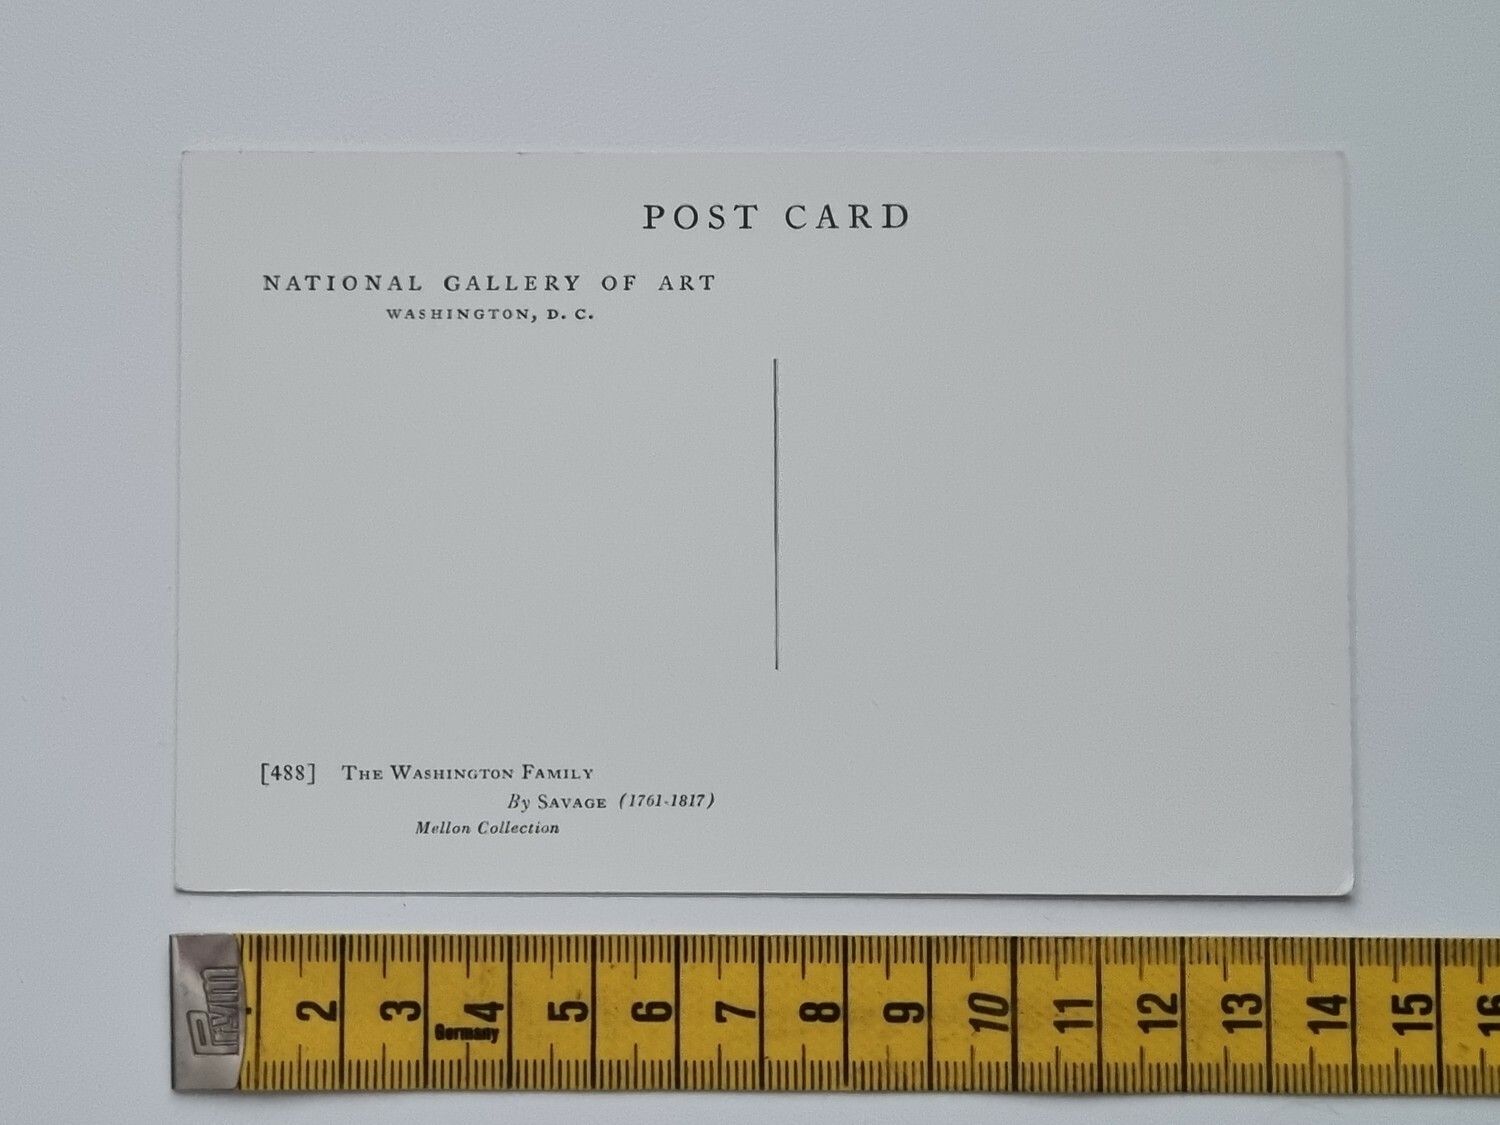 POST CARD
NATIONAL GALLERY OF ART
WASHINGTON, D. C.
[488] THE WASHINGTON FAMILY
By SAVAGE (1761-1817)
Mellon Collection
Prym 2 3 4 5 6 7 8 9 10 11 12 13 14 15 16
Germany